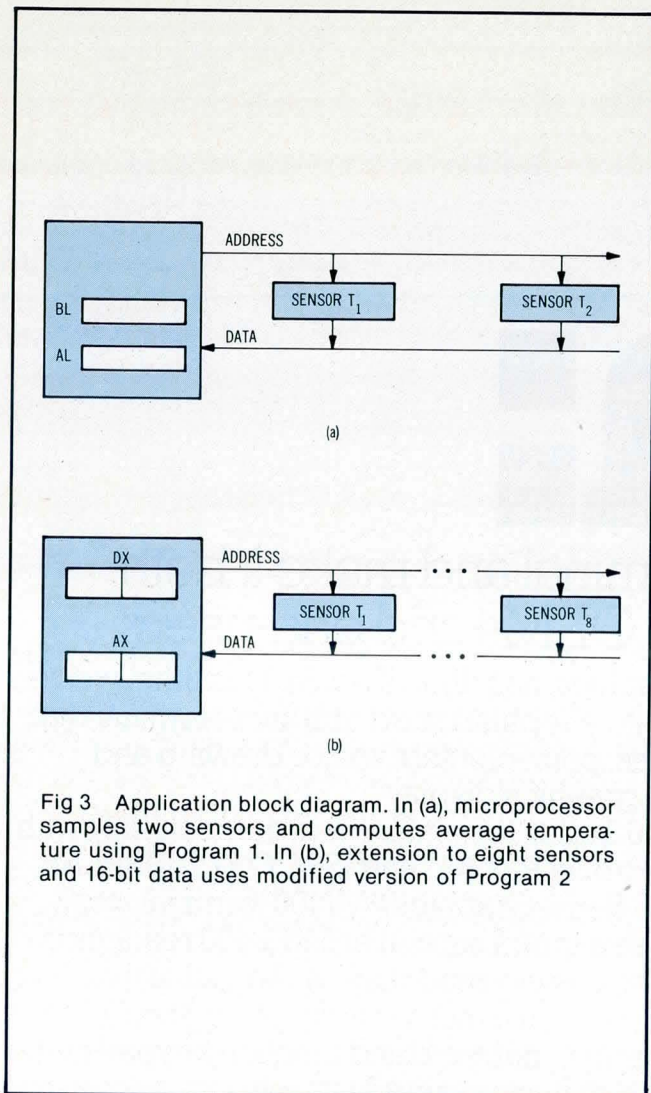 ADDRESS
SENSOR T₁
SENSOR T₂
BL
AL
DATA
(a)
DX
ADDRESS
• • •
SENSOR T₁
SENSOR T₈
AX
DATA
• • •
(b)
Fig 3 Application block diagram. In (a), microprocessor
samples two sensors and computes average tempera-
ture using Program 1. In (b), extension to eight sensors
and 16-bit data uses modified version of Program 2